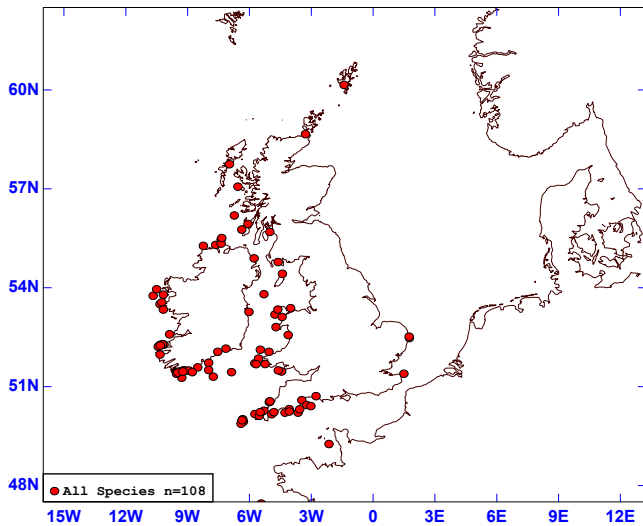 60N
57N
54N
51N
48N
All Species n=108
15W 12W 9W 6W 3W 0 3E 6E 9E 12E